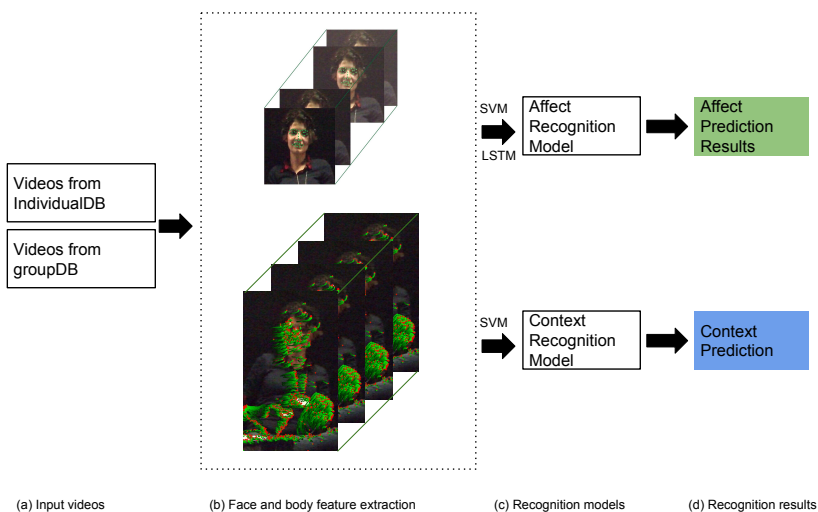 Videos from
IndividualDB
Videos from
groupDB
SVM
LSTM
Affect
Recognition
Model
Affect
Prediction
Results
SVM
Context
Recognition
Model
Context
Prediction
(a) Input videos
(b) Face and body feature extraction
(c) Recognition models
(d) Recognition results